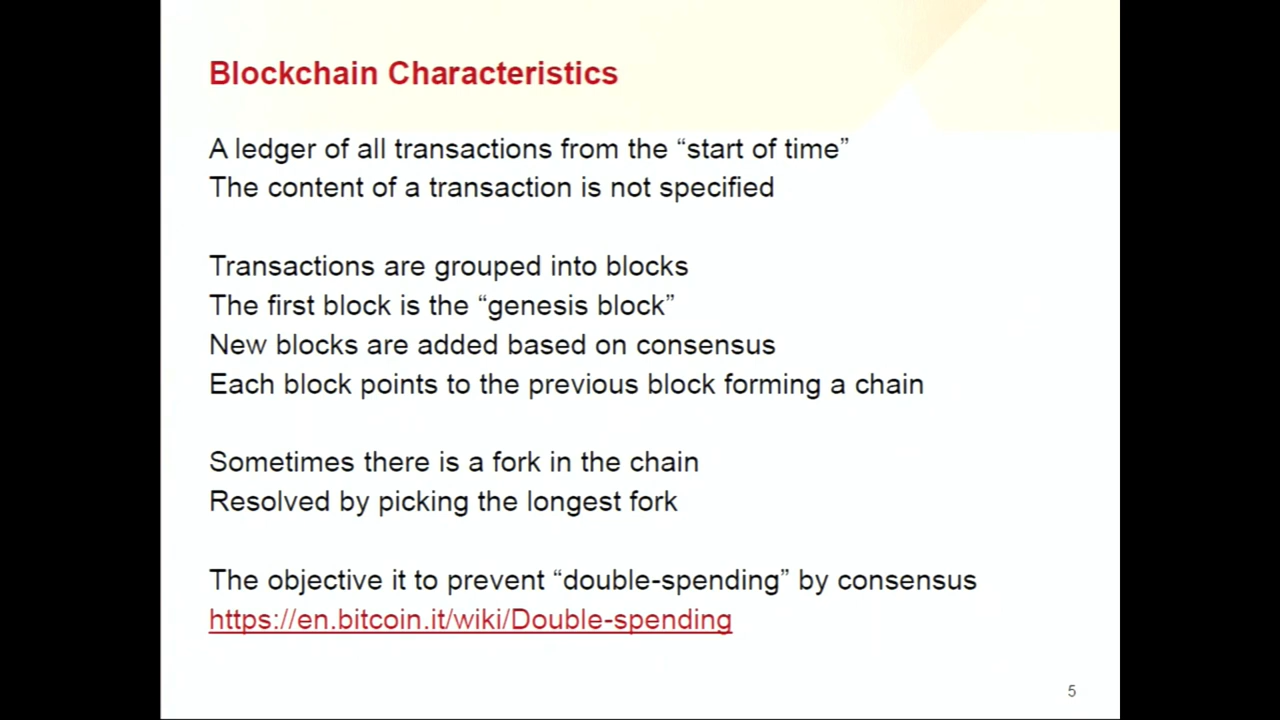 Blockchain Characteristics
A ledger of all transactions from the “start of time”
The content of a transaction is not specified
Transactions are grouped into blocks
The first block is the “genesis block”
New blocks are added based on consensus
Each block points to the previous block forming a chain
Sometimes there is a fork in the chain
Resolved by picking the longest fork
The objective it to prevent “double-spending” by consensus
https://en.bitcoin.it/wiki/Double-spending
5